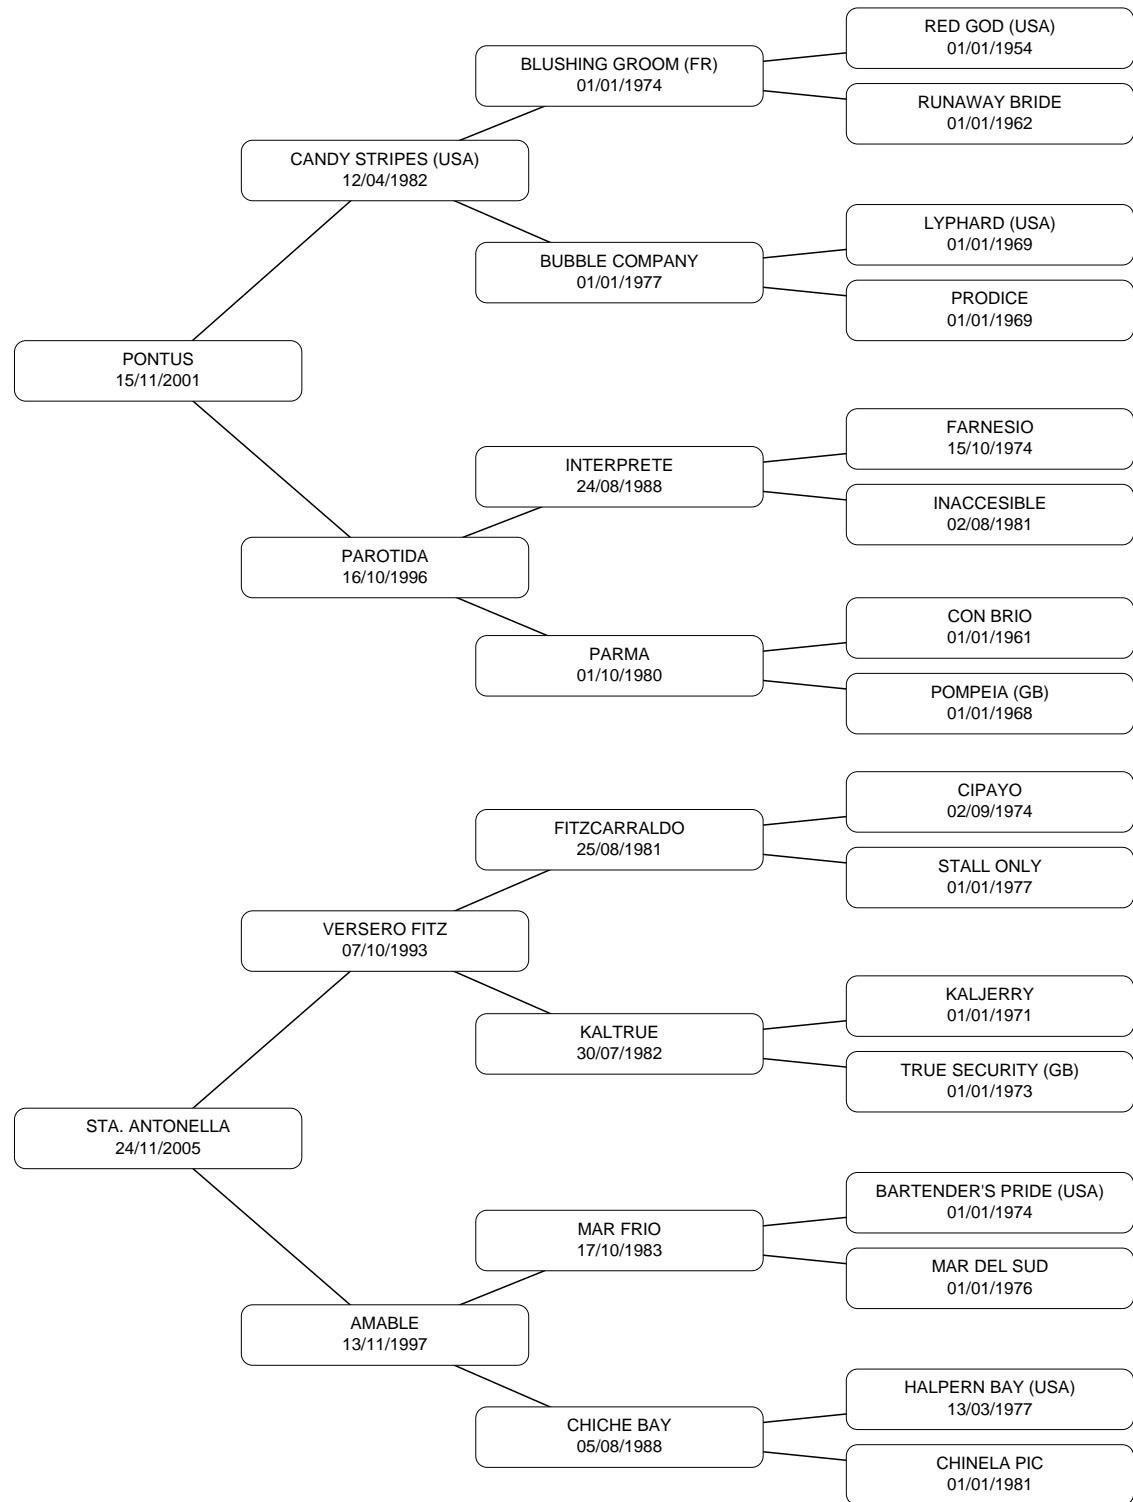 RED GOD (USA)
01/01/1954
BLUSHING GROOM (FR)
01/01/1974
RUNAWAY BRIDE
01/01/1962
CANDY STRIPES (USA)
12/04/1982
LYPHARD (USA)
01/01/1969
BUBBLE COMPANY
01/01/1977
PRODICE
01/01/1969
PONTUS
15/11/2001
FARNESIO
15/10/1974
INTERPRETE
24/08/1988
INACCESIBLE
02/08/1981
PAROTIDA
16/10/1996
CON BRIO
01/01/1961
PARMA
01/10/1980
POMPEIA (GB)
01/01/1968
CIPAYO
02/09/1974
FITZCARRALDO
25/08/1981
STALL ONLY
01/01/1977
VERSERO FITZ
07/10/1993
KALJERRY
01/01/1971
KALTRUE
30/07/1982
TRUE SECURITY (GB)
01/01/1973
STA. ANTONELLA
24/11/2005
BARTENDER'S PRIDE (USA)
01/01/1974
MAR FRIO
17/10/1983
MAR DEL SUD
01/01/1976
AMABLE
13/11/1997
HALPERN BAY (USA)
13/03/1977
CHICHE BAY
05/08/1988
CHINELA PIC
01/01/1981